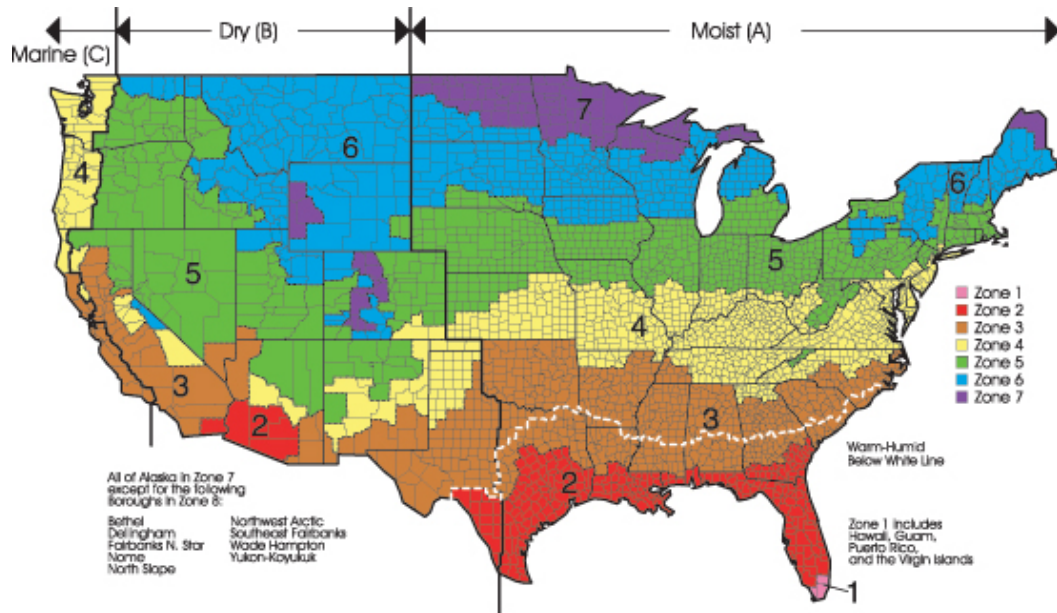 Dry (B)
Moist (A)
Marine (C)
7
6
4
6
5
5
4
3
3
2
2
1
Zone 1
Zone 2
Zone 3
Zone 4
Zone 5
Zone 6
Zone 7
Warm-Humid
Below White Line
All of Alaska in Zone 7
except for the following
Boroughs in Zone 8:
Bethel
Dellingham
Fairbanks N. Star
Nome
North Slope
Northwest Arctic
Southeast Fairbanks
Wade Hampton
Yukon-Koyukuk
Zone 1 includes
Hawaii, Guam,
Puerto Rico,
and the Virgin Islands